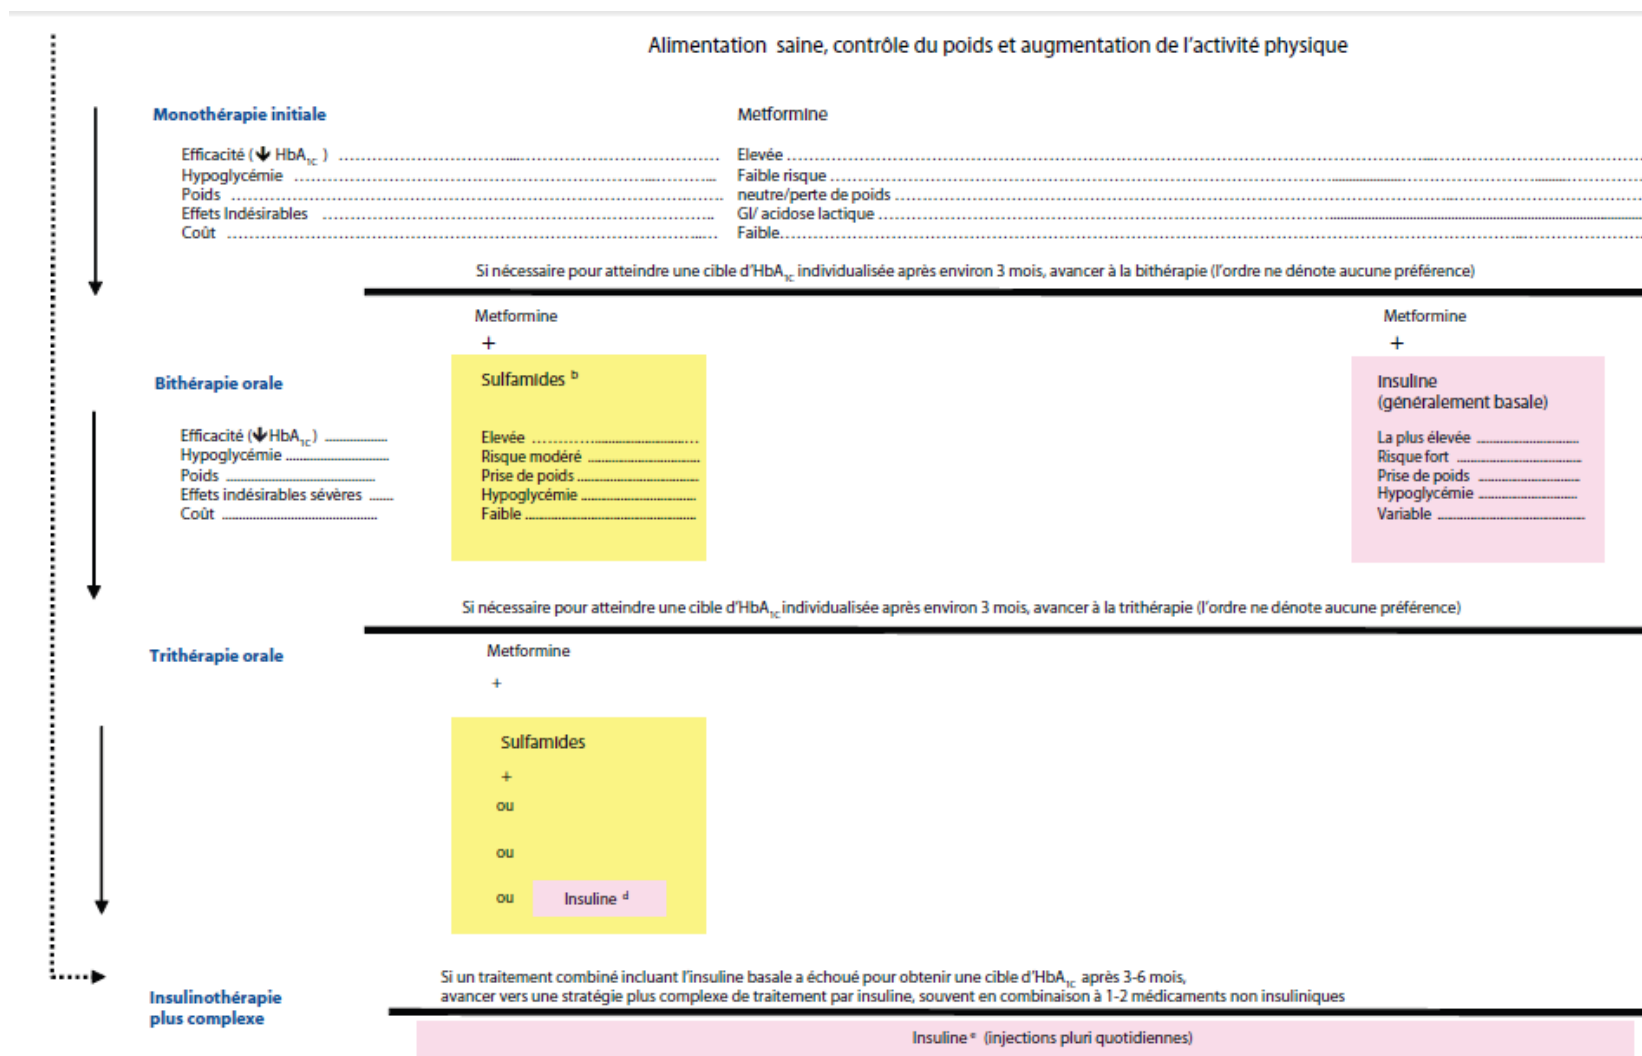 Alimentation saine, contrôle du poids et augmentation de l'activité physique
Monothérapie initiale
Metformine
Efficacité (🡻 HbA1c ) ........................ Elevée ........................
Hypoglycémie ........................ Faible risque ........................
Poids ........................ neutre/perte de poids ........................
Effets Indésirables ........................ GI/ acidose lactique ........................
Coût ........................ Faible........................
Si nécessaire pour atteindre une cible d'HbA1c individualisée après environ 3 mois, avancer à la bithérapie (l'ordre ne dénote aucune préférence)
Metformine
+
Metformine
+
Bithérapie orale
Efficacité (🡻HbA1c) ............
Hypoglycémie ............
Poids ............
Effets indésirables sévères ......
Coût ............
Sulfamides b
Elevée ............
Risque modéré ............
Prise de poids ............
Hypoglycémie ............
Faible ............
Insuline
(généralement basale)
La plus élevée ............
Risque fort ............
Prise de poids ............
Hypoglycémie ............
Variable ............
Si nécessaire pour atteindre une cible d'HbA1c individualisée après environ 3 mois, avancer à la trithérapie (l'ordre ne dénote aucune préférence)
Trithérapie orale
Metformine
+
Sulfamides
+
ou
ou
ou Insuline d
Insulinothérapie
plus complexe
Si un traitement combiné incluant l'insuline basale a échoué pour obtenir une cible d'HbA1c après 3-6 mois,
avancer vers une stratégie plus complexe de traitement par insuline, souvent en combinaison à 1-2 médicaments non insuliniques
Insuline e (injections pluri quotidiennes)